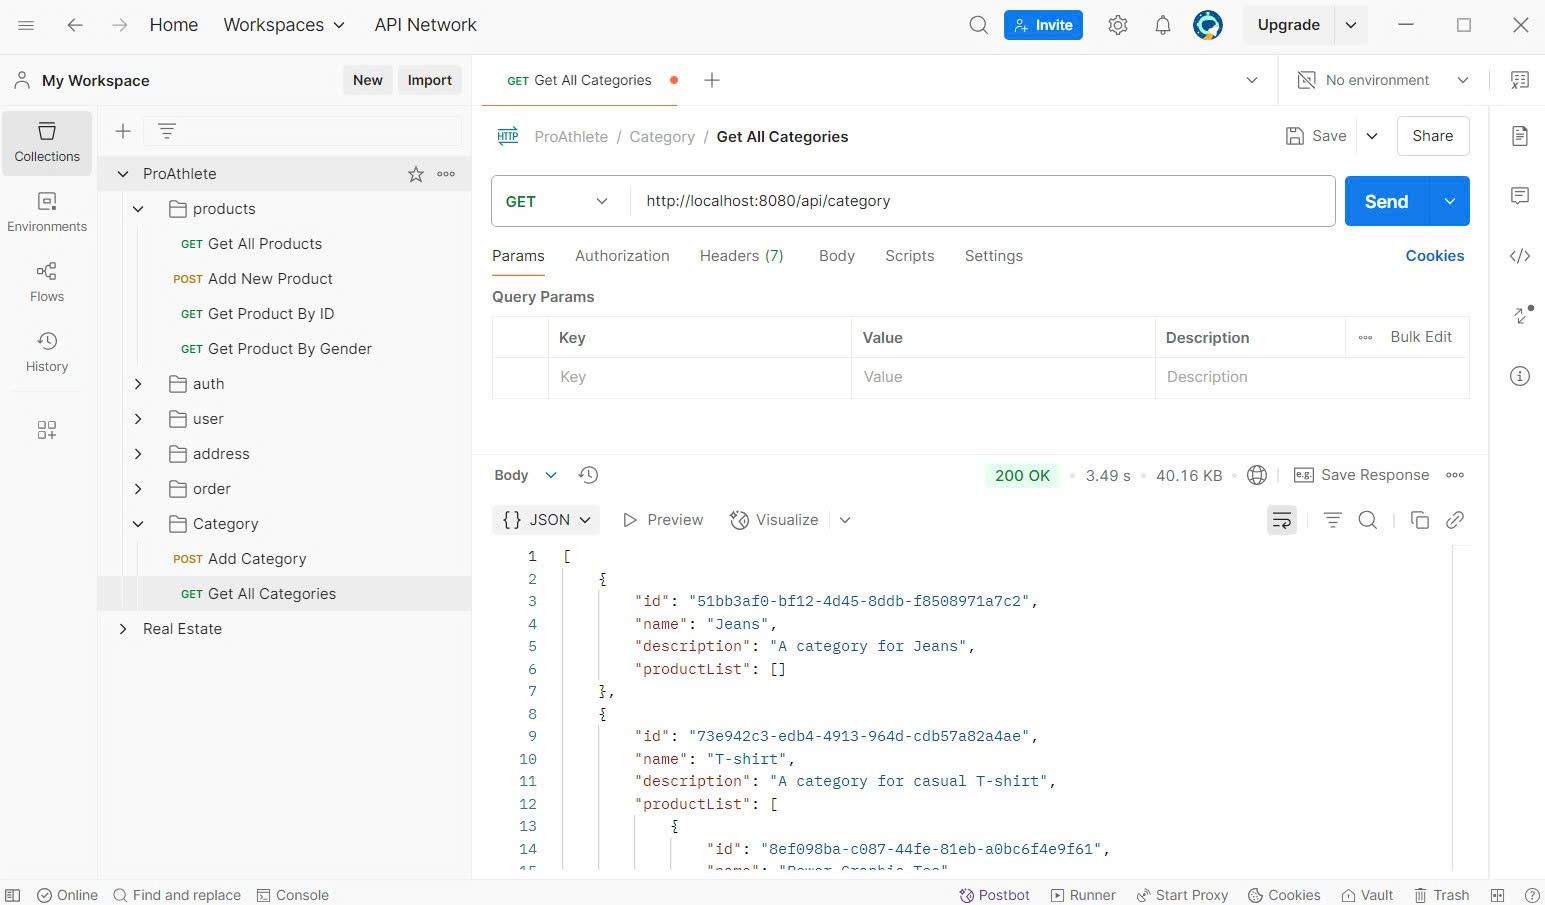 Home Workspaces API Network Invite Upgrade
My Workspace New Import GET Get All Categories No environment
Collections
Environments
Flows
History
ProAthlete
products
GET Get All Products
POST Add New Product
GET Get Product By ID
GET Get Product By Gender
auth
user
address
order
Category
POST Add Category
GET Get All Categories
Real Estate
HTTP ProAthlete / Category / Get All Categories Save Share
GET http://localhost:8080/api/category Send
Params Authorization Headers (7) Body Scripts Settings Cookies
Query Params
Key Value Description Bulk Edit
Key Value Description
Body 200 OK • 3.49 s • 40.16 KB • e.g. Save Response
{} JSON Preview Visualize
1 [
2 {
3 "id": "51bb3af0-bf12-4d45-8ddb-f8508971a7c2",
4 "name": "Jeans",
5 "description": "A category for Jeans",
6 "productList": []
7 },
8 {
9 "id": "73e942c3-edb4-4913-964d-cdb57a82a4ae",
10 "name": "T-shirt",
11 "description": "A category for casual T-shirt",
12 "productList": [
13 {
14 "id": "8ef098ba-c087-44fe-81eb-a0bc6f4e9f61",
15 "name": "Power Graphic Tee"
Online Find and replace Console Postbot Runner Start Proxy Cookies Vault Trash